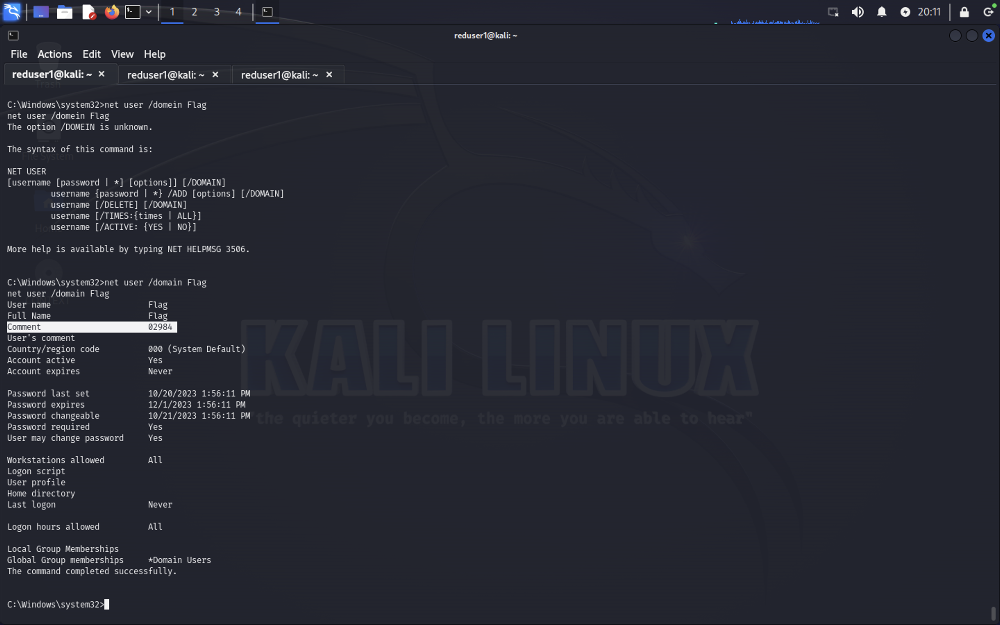 1 2 3 4 20:11
reduser1@kali: ~
File Actions Edit View Help
reduser1@kali: ~ reduser1@kali: ~ reduser1@kali: ~
Trash
C:\Windows\system32>net user /domein Flag
net user /domein Flag
The option /DOMEIN is unknown.
The syntax of this command is:
File System
NET USER
[username [password | *] [options]] [/DOMAIN]
username {password | *} /ADD [options] [/DOMAIN]
username [/DELETE] [/DOMAIN]
username [/TIMES:{times | ALL}]
username [/ACTIVE: {YES | NO}]
Home
More help is available by typing NET HELPMSG 3506.
C:\Windows\system32>net user /domain Flag
net user /domain Flag
User name Flag
Full Name Flag
Comment 02984
User's comment
Country/region code 000 (System Default)
Account active Yes
Account expires Never
KALI LINUX
Password last set 10/20/2023 1:56:11 PM
Password expires 12/1/2023 1:56:11 PM
Password changeable 10/21/2023 1:56:11 PM
"the quieter you become, the more you are able to hear"
Password required Yes
User may change password Yes
Workstations allowed All
Logon script
User profile
Home directory
Last logon Never
Logon hours allowed All
Local Group Memberships
Global Group memberships *Domain Users
The command completed successfully.
C:\Windows\system32>